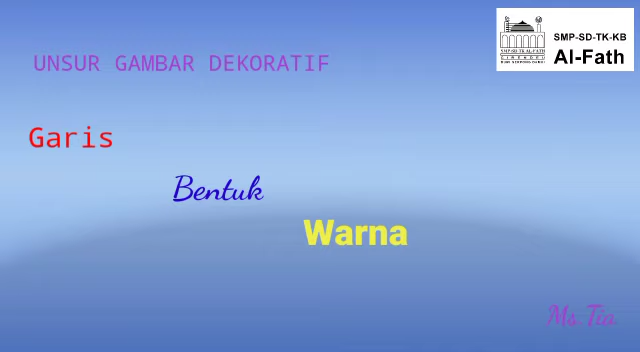 SMP-SD-TK-KB
Al-Fath
UNSUR GAMBAR DEKORATIF
Garis
Bentuk
Warna
Ms. Tia